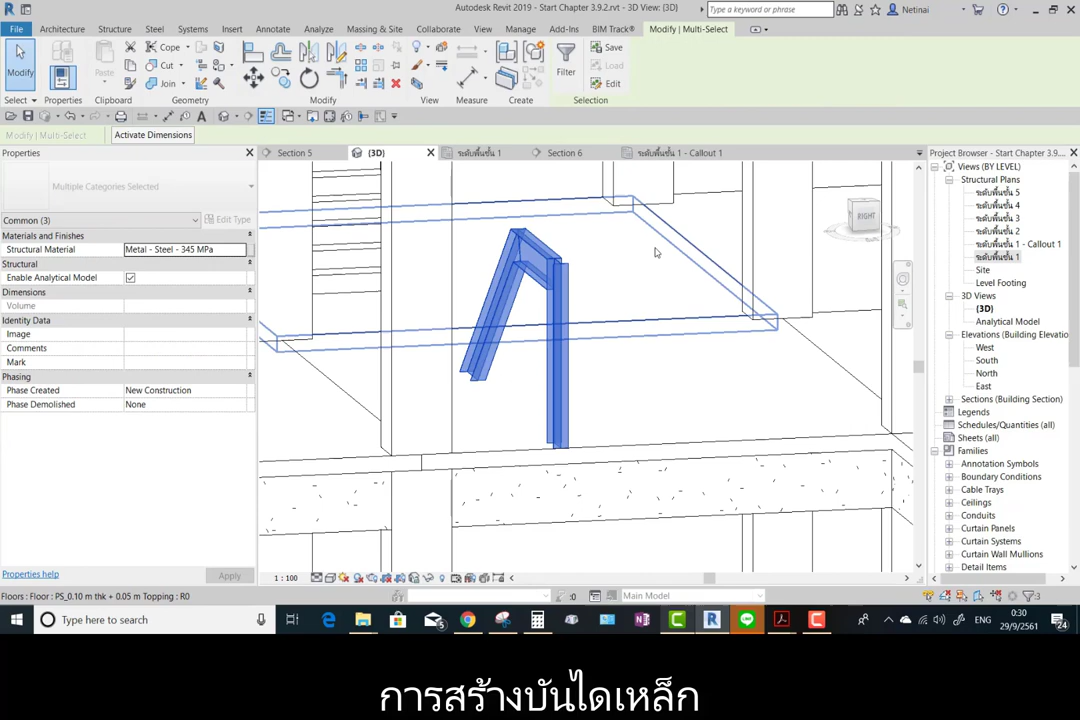 Autodesk Revit 2019 - Start Chapter 3.9.2.rvt - 3D View: {3D}
Type a keyword or phrase
Netinai
File Architecture Structure Steel Systems Insert Annotate Analyze Massing & Site Collaborate View Manage Add-Ins BIM Track® Modify | Multi-Select
Modify
Paste
Cope
Cut
Join
Filter
Save
Load
Edit
Select Properties Clipboard Geometry Modify View Measure Create Selection
Modify | Multi-Select Activate Dimensions
Properties
Multiple Categories Selected
Common (3) Edit Type
Materials and Finishes
Structural Material Metal - Steel - 345 MPa
Structural
Enable Analytical Model
Dimensions
Volume
Identity Data
Image
Comments
Mark
Phasing
Phase Created New Construction
Phase Demolished None
Properties help Apply
Section 5 {3D} ระดับพื้นชั้น 1 Section 6 ระดับพื้นชั้น 1 - Callout 1
RIGHT
1 : 100
Project Browser - Start Chapter 3.9....
Views (BY LEVEL)
Structural Plans
ระดับพื้นชั้น 5
ระดับพื้นชั้น 4
ระดับพื้นชั้น 3
ระดับพื้นชั้น 2
ระดับพื้นชั้น 1 - Callout 1
ระดับพื้นชั้น 1
Site
Level Footing
3D Views
{3D}
Analytical Model
Elevations (Building Elevatio
West
South
North
East
Sections (Building Section)
Legends
Schedules/Quantities (all)
Sheets (all)
Families
Annotation Symbols
Boundary Conditions
Cable Trays
Ceilings
Conduits
Curtain Panels
Curtain Systems
Curtain Wall Mullions
Detail Items
Floors : Floor : PS_0.10 m thk + 0.05 m Topping : R0
:0
Main Model
:3
Type here to search
5
ENG
0:30
29/9/2561
24
การสร้างบันไดเหล็ก